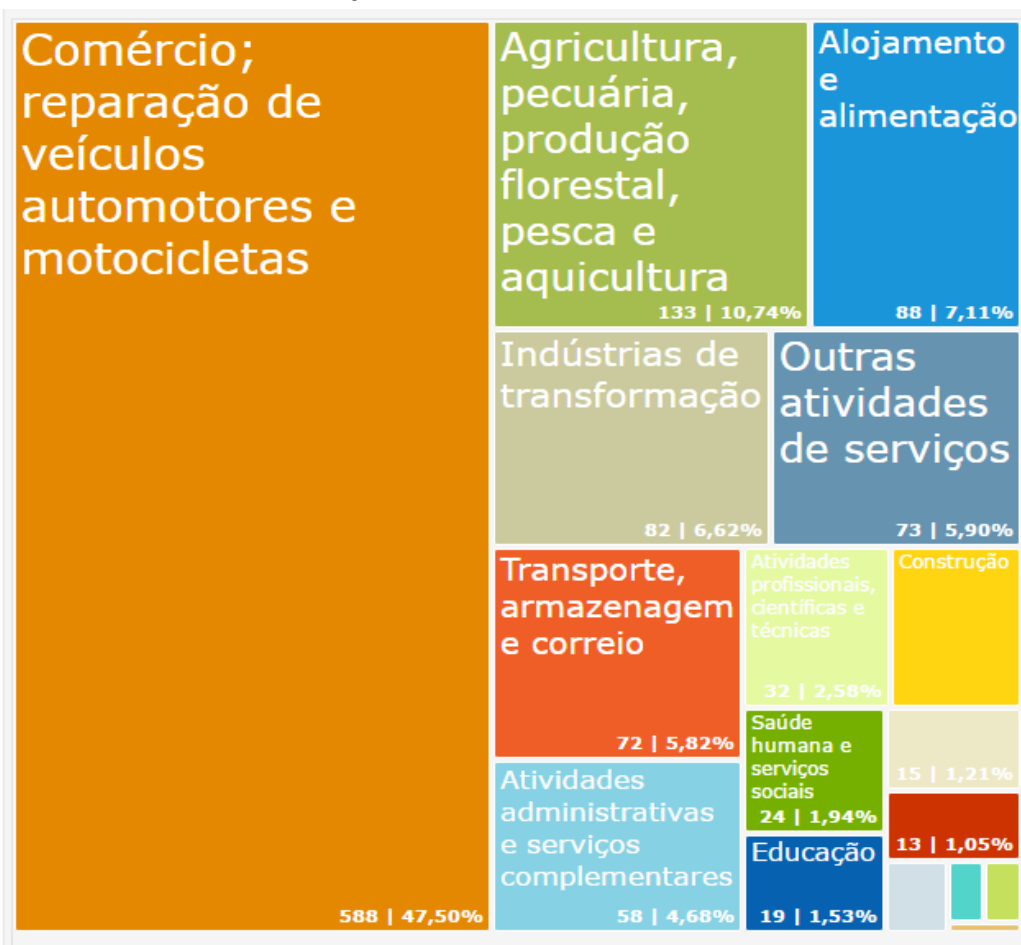 Comércio;
reparação de
veículos
automotores e
motocicletas
588 | 47,50%
Agricultura,
pecuária,
produção
florestal,
pesca e
aquicultura
133 | 10,74%
Alojamento
e
alimentação
88 | 7,11%
Indústrias de
transformação
82 | 6,62%
Outras
atividades
de serviços
73 | 5,90%
Transporte,
armazenagem
e correio
72 | 5,82%
Atividades
administrativas
e serviços
complementares
58 | 4,68%
Atividades
profissionais,
científicas e
técnicas
32 | 2,58%
Construção
Saúde
humana e
serviços
sociais
24 | 1,94%
Educação
19 | 1,53%
15 | 1,21%
13 | 1,05%